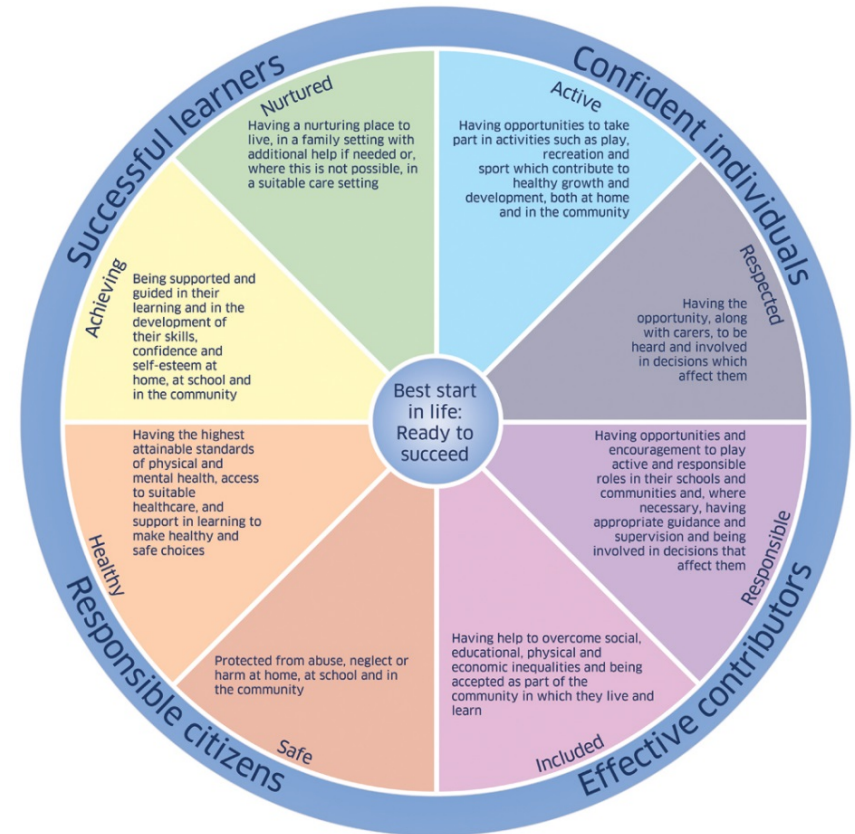 Successful learners
Confident individuals
Nurtured
Having a nurturing place to
live, in a family setting with
additional help if needed or,
where this is not possible, in
a suitable care setting
Active
Having opportunities to take
part in activities such as play,
recreation and
sport which contribute to
healthy growth and
development, both at home
and in the community
Achieving
Being supported and
guided in their
learning and in the
development of
their skills,
confidence and
self-esteem at
home, at school and
in the community
Respected
Having the
opportunity, along
with carers, to be
heard and involved
in decisions which
affect them
Best start
in life:
Ready to
succeed
Healthy
Having the highest
attainable standards
of physical and
mental health, access
to suitable
healthcare, and
support in learning to
make healthy and
safe choices
Responsible
Having opportunities and
encouragement to play
active and responsible
roles in their schools and
communities and, where
necessary, having
appropriate guidance and
supervision and being
involved in decisions that
affect them
Safe
Protected from abuse, neglect or
harm at home, at school and in
the community
Included
Having help to overcome social,
educational, physical and
economic inequalities and being
accepted as part of the
community in which they live and
learn
Responsible citizens
Effective contributors